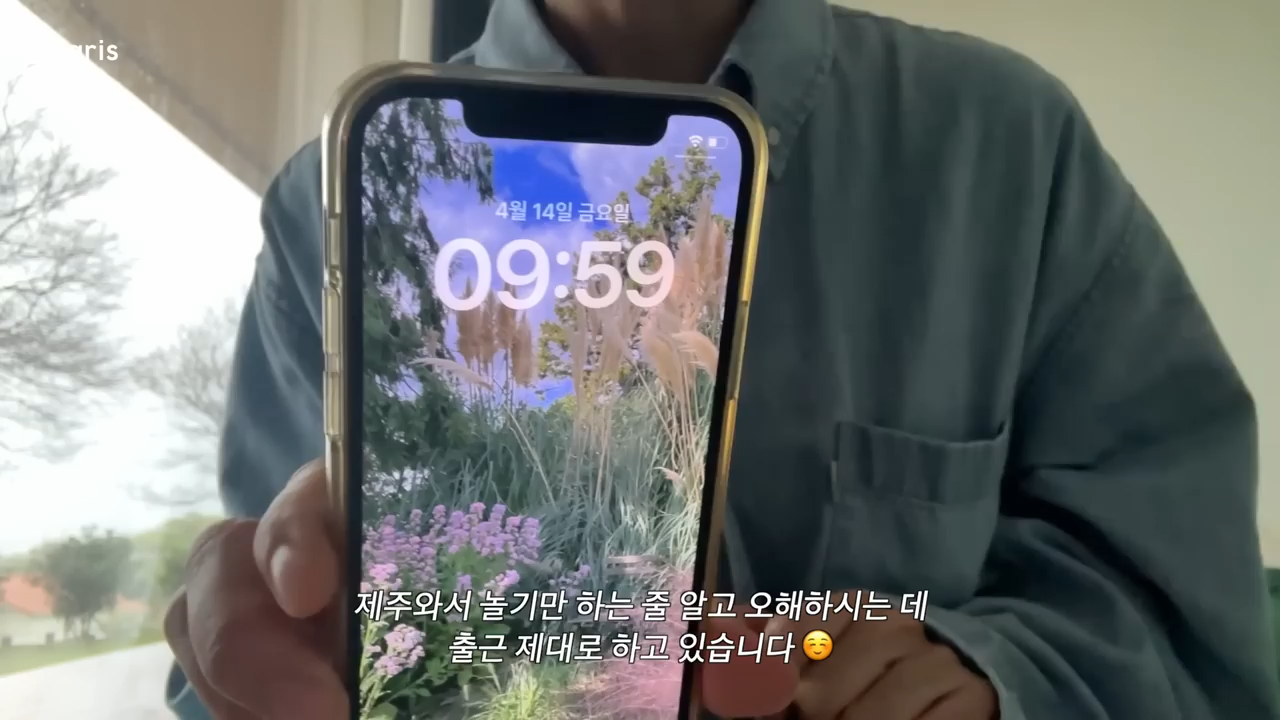 4월 14일 금요일
09:59
제주와서 놀기만 하는 줄 알고 오해하시는 데
출근 제대로 하고 있습니다 ☺️